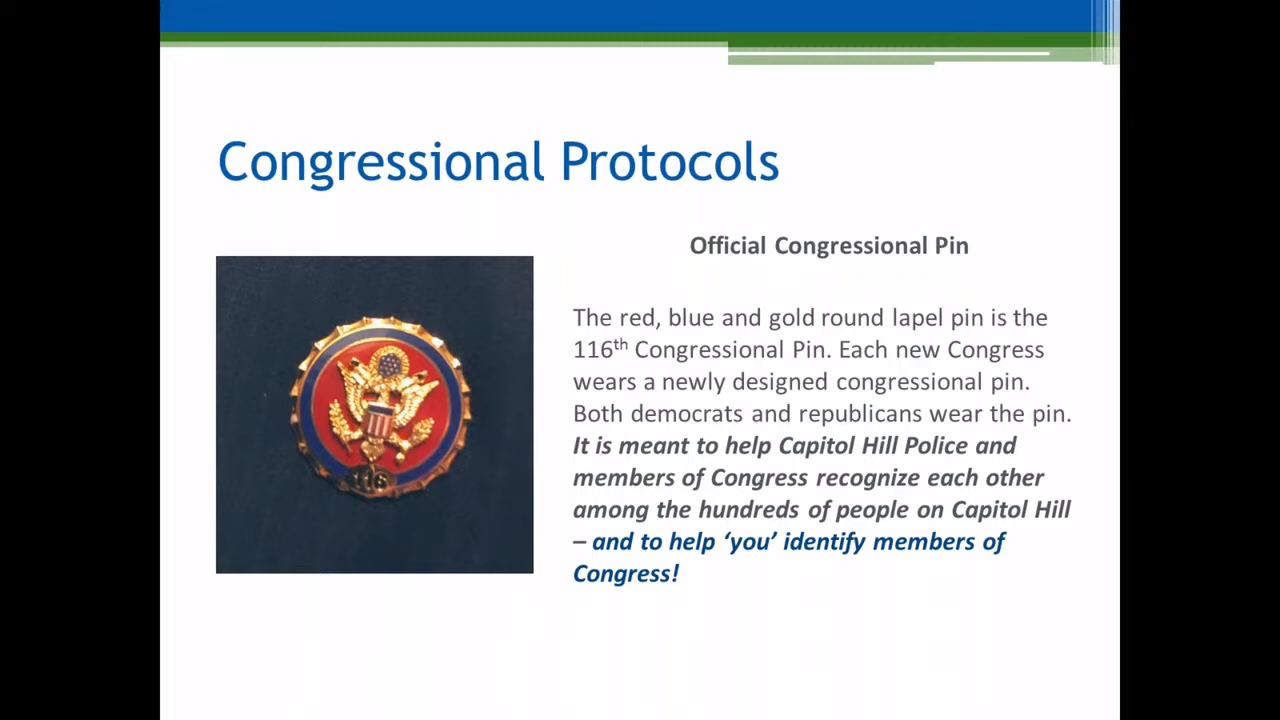 Congressional Protocols
Official Congressional Pin
The red, blue and gold round lapel pin is the
116th Congressional Pin. Each new Congress
wears a newly designed congressional pin.
Both democrats and republicans wear the pin.
It is meant to help Capitol Hill Police and
members of Congress recognize each other
among the hundreds of people on Capitol Hill
– and to help ‘you’ identify members of
Congress!
116